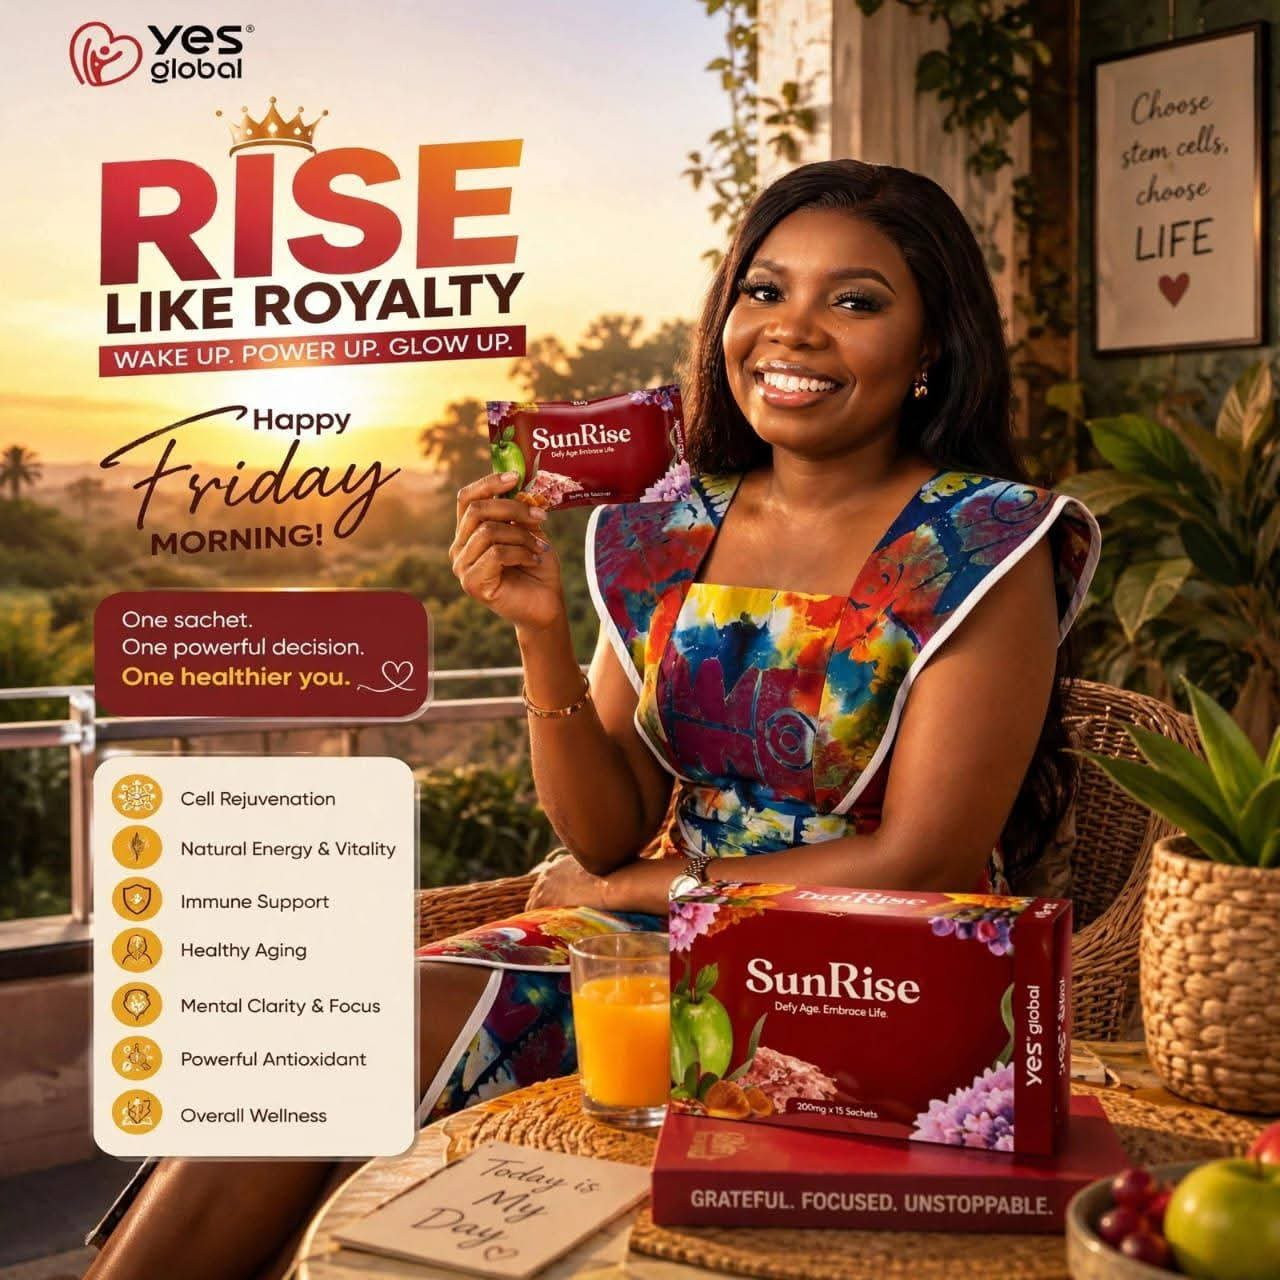 yes®
global
RISE
LIKE ROYALTY
WAKE UP. POWER UP. GLOW UP.
Happy
Friday
MORNING!
One sachet.
One powerful decision.
One healthier you.
Cell Rejuvenation
Natural Energy & Vitality
Immune Support
Healthy Aging
Mental Clarity & Focus
Powerful Antioxidant
Overall Wellness
Choose
stem cells,
choose
LIFE
SunRise
Defy Age. Embrace Life
SunRise
Defy Age. Embrace Life.
200mg x 15 Sachets
yes® global
GRATEFUL. FOCUSED. UNSTOPPABLE.
Today is
My
Day